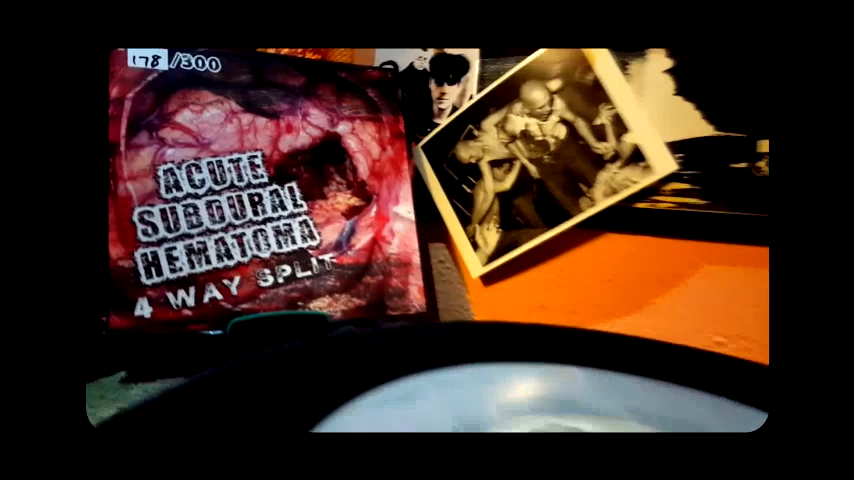 178/300
ACUTE
SUBDURAL
HEMATOMA
4 WAY SPLIT